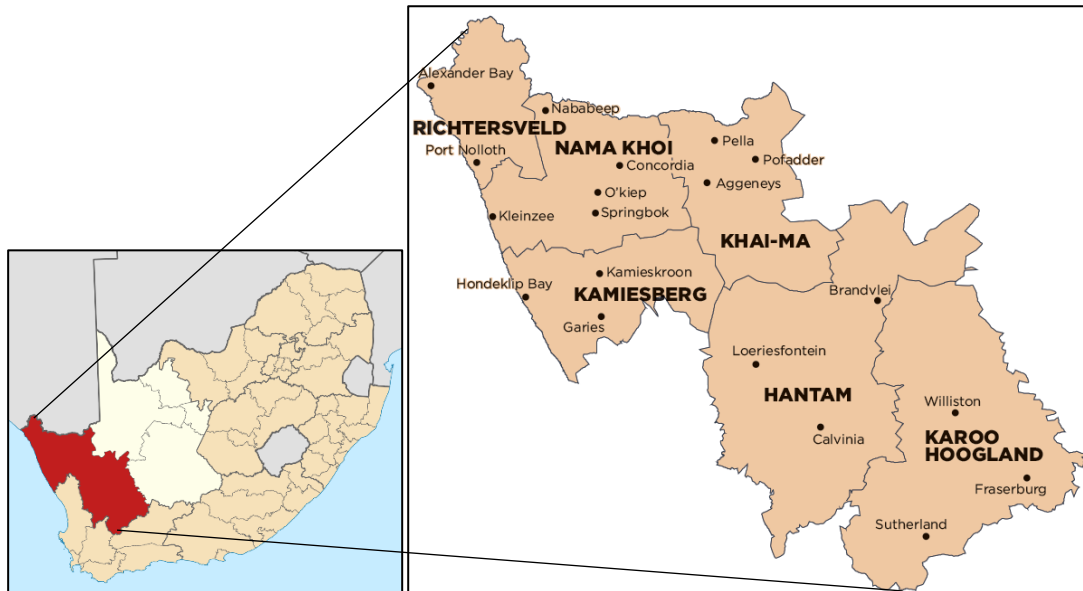 Alexander Bay
Nababeep
RICHTERSVELD
Port Nolloth
NAMA KHOI
Concordia
Pella
Pofadder
Aggeneys
O'kiep
Kleinzee
Springbok
KHAI-MA
Hondeklip Bay
Kamieskroon
KAMIESBERG
Garies
Brandvlei
Loeriesfontein
HANTAM
Calvinia
Williston
KAROO
HOOGLAND
Fraserburg
Sutherland